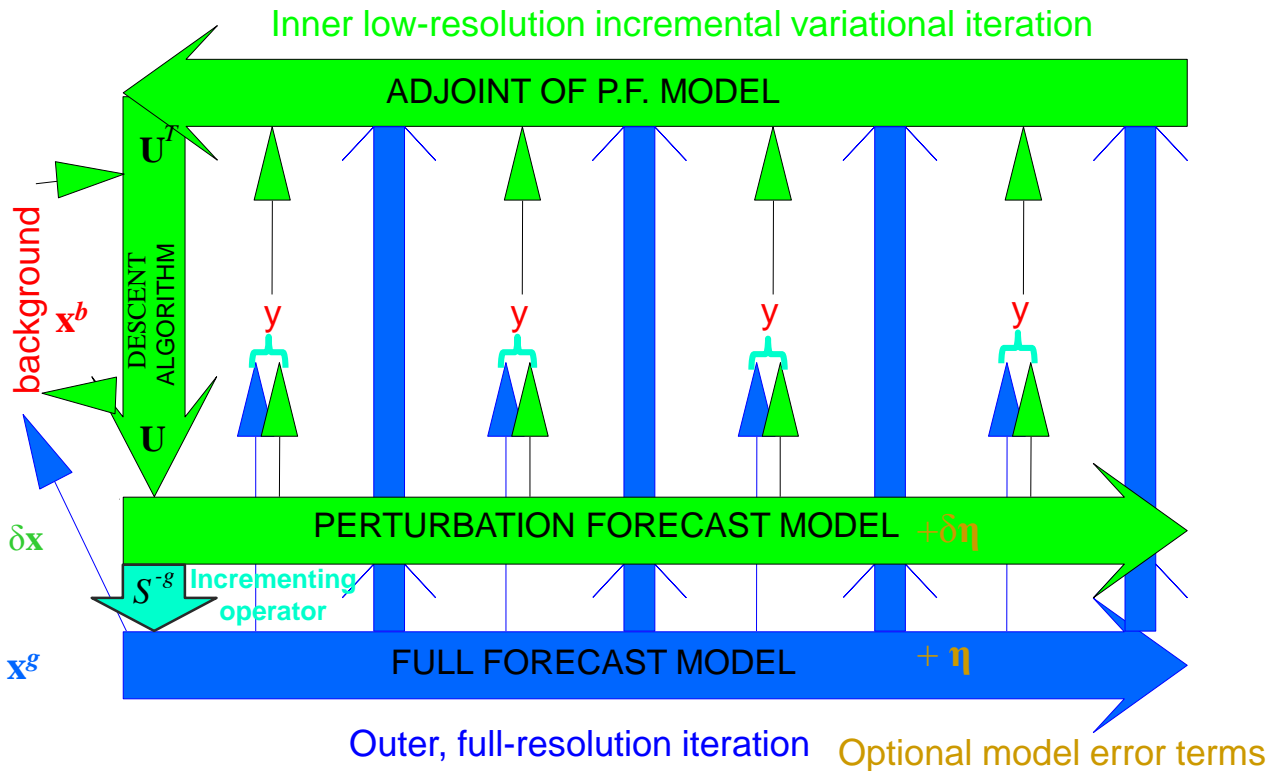 Inner low-resolution incremental variational iteration
ADJOINT OF P.F. MODEL
U^T
background
x^b
DESCENT
ALGORITHM
y y y y
U
PERTURBATION FORECAST MODEL +δη
δx
S^-g Incrementing
operator
x^g
FULL FORECAST MODEL + η
Outer, full-resolution iteration
Optional model error terms